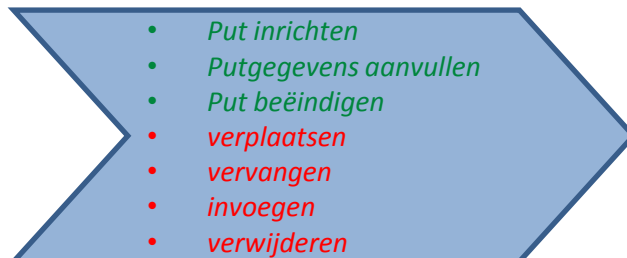 • Put inrichten
• Putgegevens aanvullen
• Put beëindigen
• verplaatsen
• vervangen
• invoegen
• verwijderen